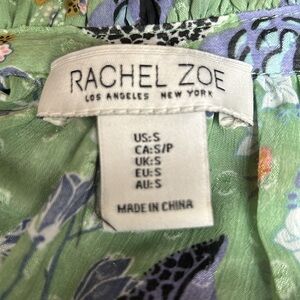 RACHEL ZOE
LOS ANGELES NEW YORK
US:S
CA:S/P
UK:S
EU:S
AU:S
MADE IN CHINA